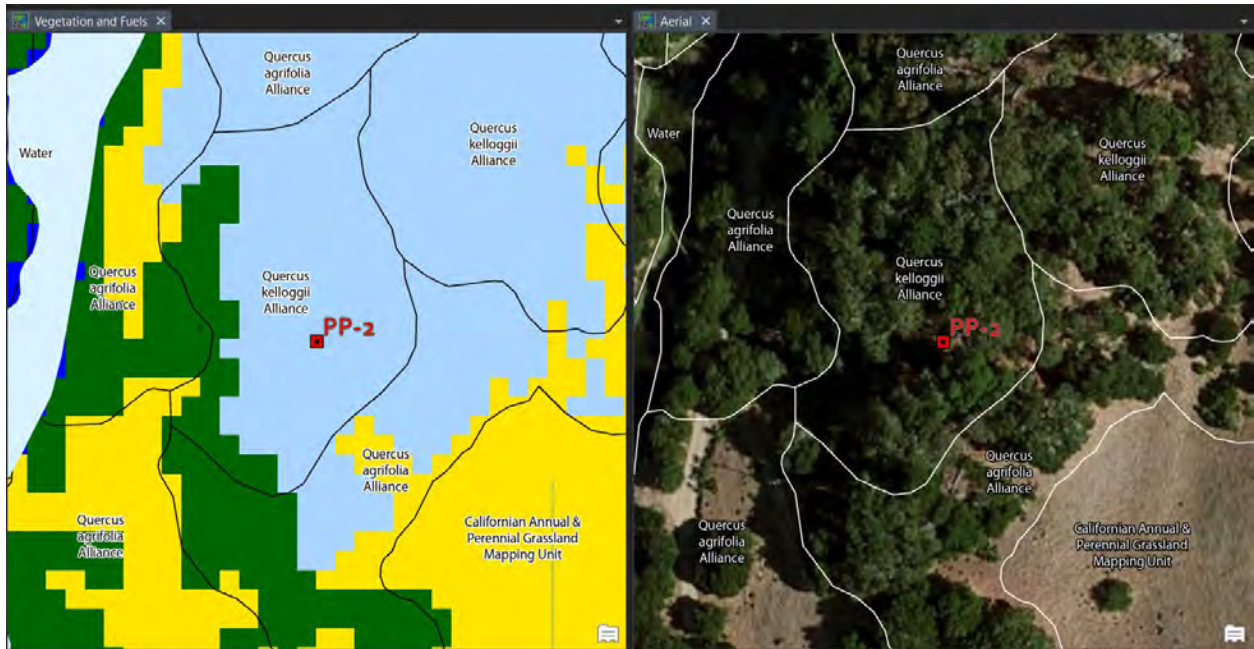 Vegetation and Fuels
Quercus
agrifolia
Alliance
Quercus
kelloggii
Alliance
Water
Quercus
agrifolia
Alliance
Quercus
kelloggii
Alliance
PP-2
Quercus
agrifolia
Alliance
Quercus
agrifolia
Alliance
Californian Annual &
Perennial Grassland
Mapping Unit
Aerial
Quercus
agrifolia
Alliance
Water
Quercus
kelloggii
Alliance
Quercus
agrifolia
Alliance
Quercus
kelloggii
Alliance
PP-2
Quercus
agrifolia
Alliance
Quercus
agrifolia
Alliance
Californian Annual &
Perennial Grassland
Mapping Unit